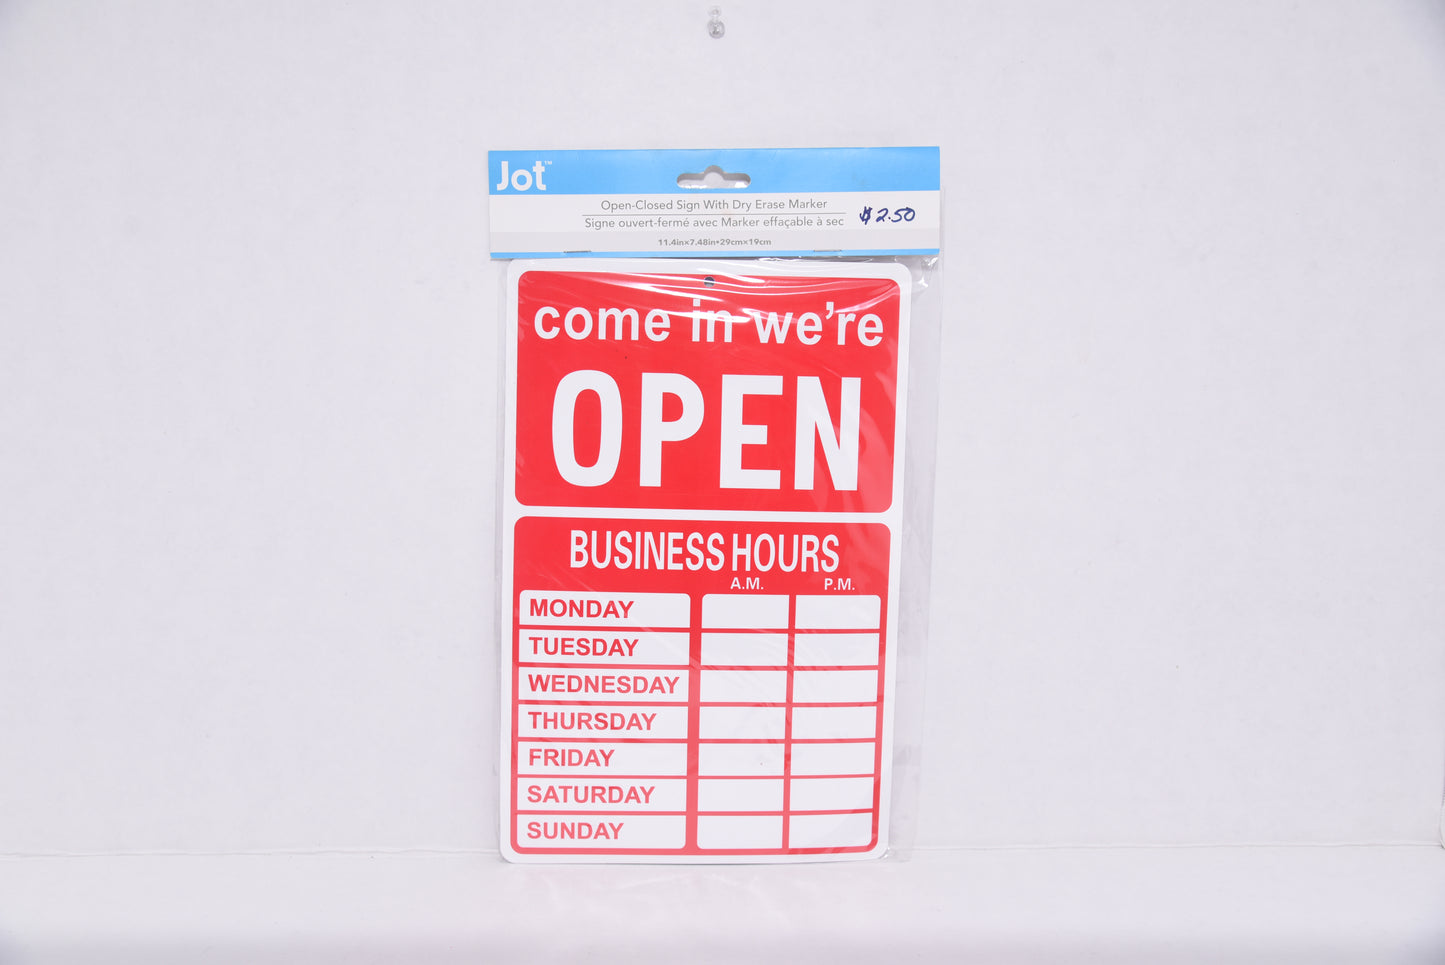 Jot™
Open-Closed Sign With Dry Erase Marker
Signe ouvert-fermé avec Marker effaçable à sec
$2.50
11.4in×7.48in•29cm×19cm
come in we're
OPEN
BUSINESS HOURS
A.M. P.M.
MONDAY
TUESDAY
WEDNESDAY
THURSDAY
FRIDAY
SATURDAY
SUNDAY